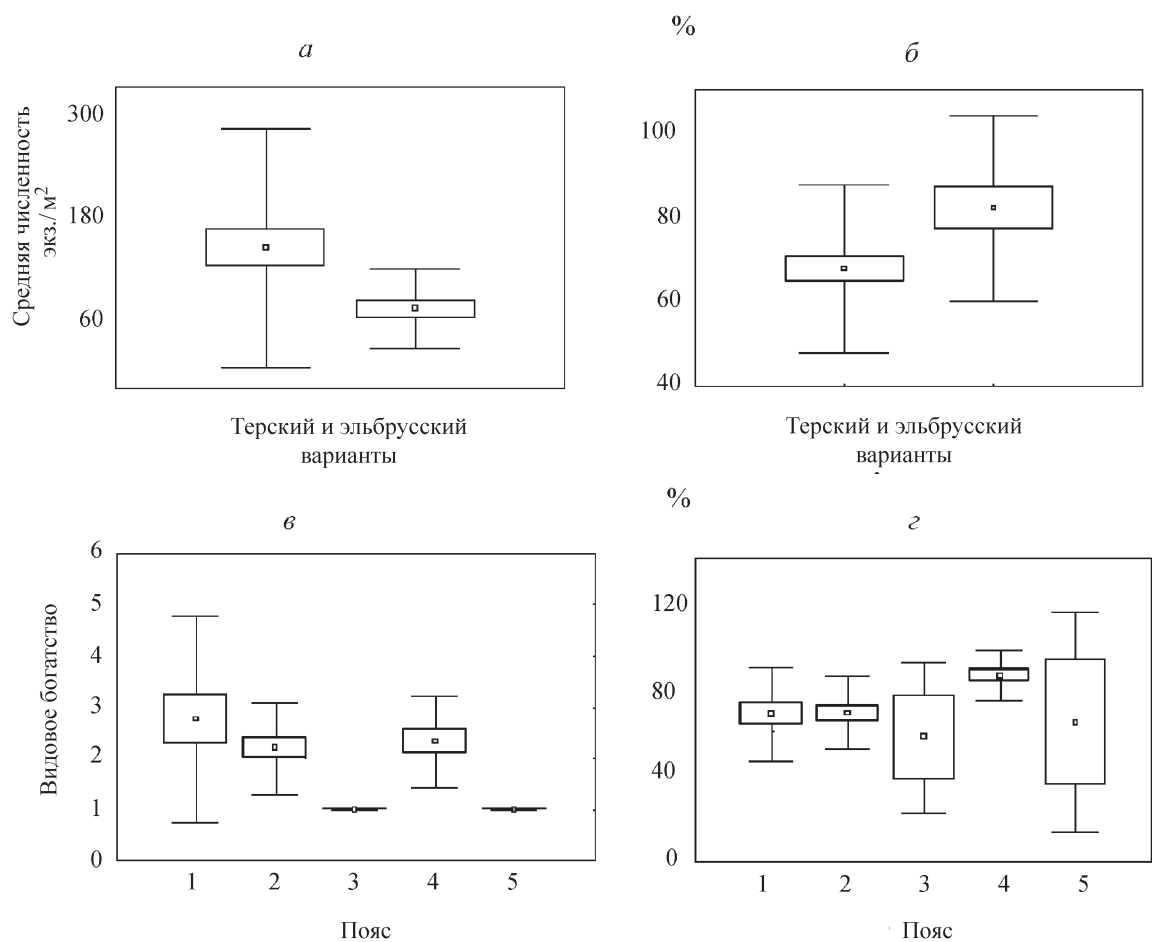 а
Средняя численность
экз./м²
300
180
60
Терский и эльбрусский
варианты
%
б
100
80
60
40
Терский и эльбрусский
варианты
в
Видовое богатство
6
5
4
3
2
1
0
1 2 3 4 5
Пояс
%
г
120
80
40
0
1 2 3 4 5
Пояс